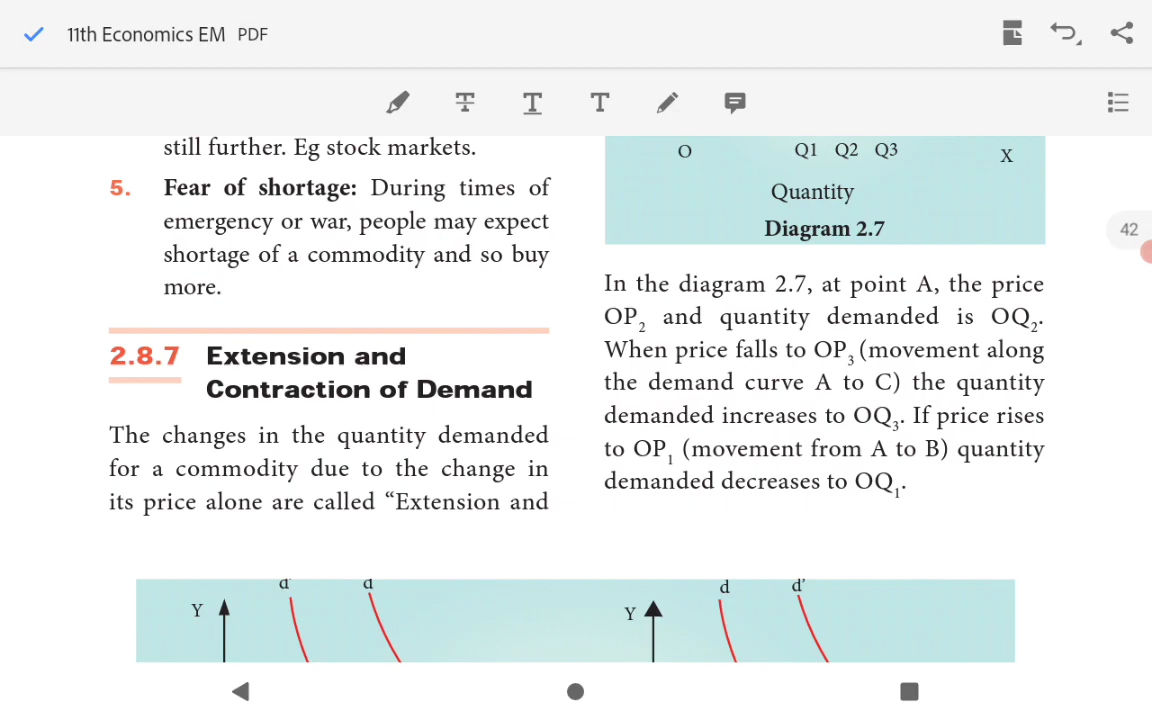 11th Economics EM PDF
still further. Eg stock markets.
5. Fear of shortage: During times of
emergency or war, people may expect
shortage of a commodity and so buy
more.
2.8.7 Extension and
Contraction of Demand
The changes in the quantity demanded
for a commodity due to the change in
its price alone are called “Extension and
O Q1 Q2 Q3 X
Quantity
Diagram 2.7
42
In the diagram 2.7, at point A, the price
OP₂ and quantity demanded is OQ₂.
When price falls to OP₃ (movement along
the demand curve A to C) the quantity
demanded increases to OQ₃. If price rises
to OP₁ (movement from A to B) quantity
demanded decreases to OQ₁.
d' d
Y
d d'
Y